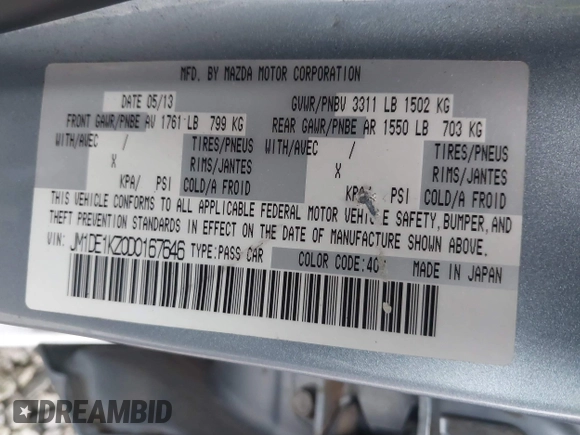 MFD. BY MAZDA MOTOR CORPORATION
DATE 05/13 GVWR/PNBV 3311 LB 1502 KG
FRONT GAWR/PNBE AV 1761 LB 799 KG REAR GAWR/PNBE AR 1550 LB 703 KG
WITH/AVEC / TIRES/PNEUS WITH/AVEC / TIRES/PNEUS
X RIMS/JANTES X RIMS/JANTES
KPA/ PSI COLD/A FROID KPA/ PSI COLD/A FROID
THIS VEHICLE CONFORMS TO ALL APPLICABLE FEDERAL MOTOR VEHICLE SAFETY, BUMPER, AND
THEFT PREVENTION STANDARDS IN EFFECT ON THE DATE OF MANUFACTURE SHOWN ABOVE.
VIN: JM1DE1KZ0D0167646 TYPE: PASS CAR COLOR CODE: MADE IN JAPAN
DREAMBID